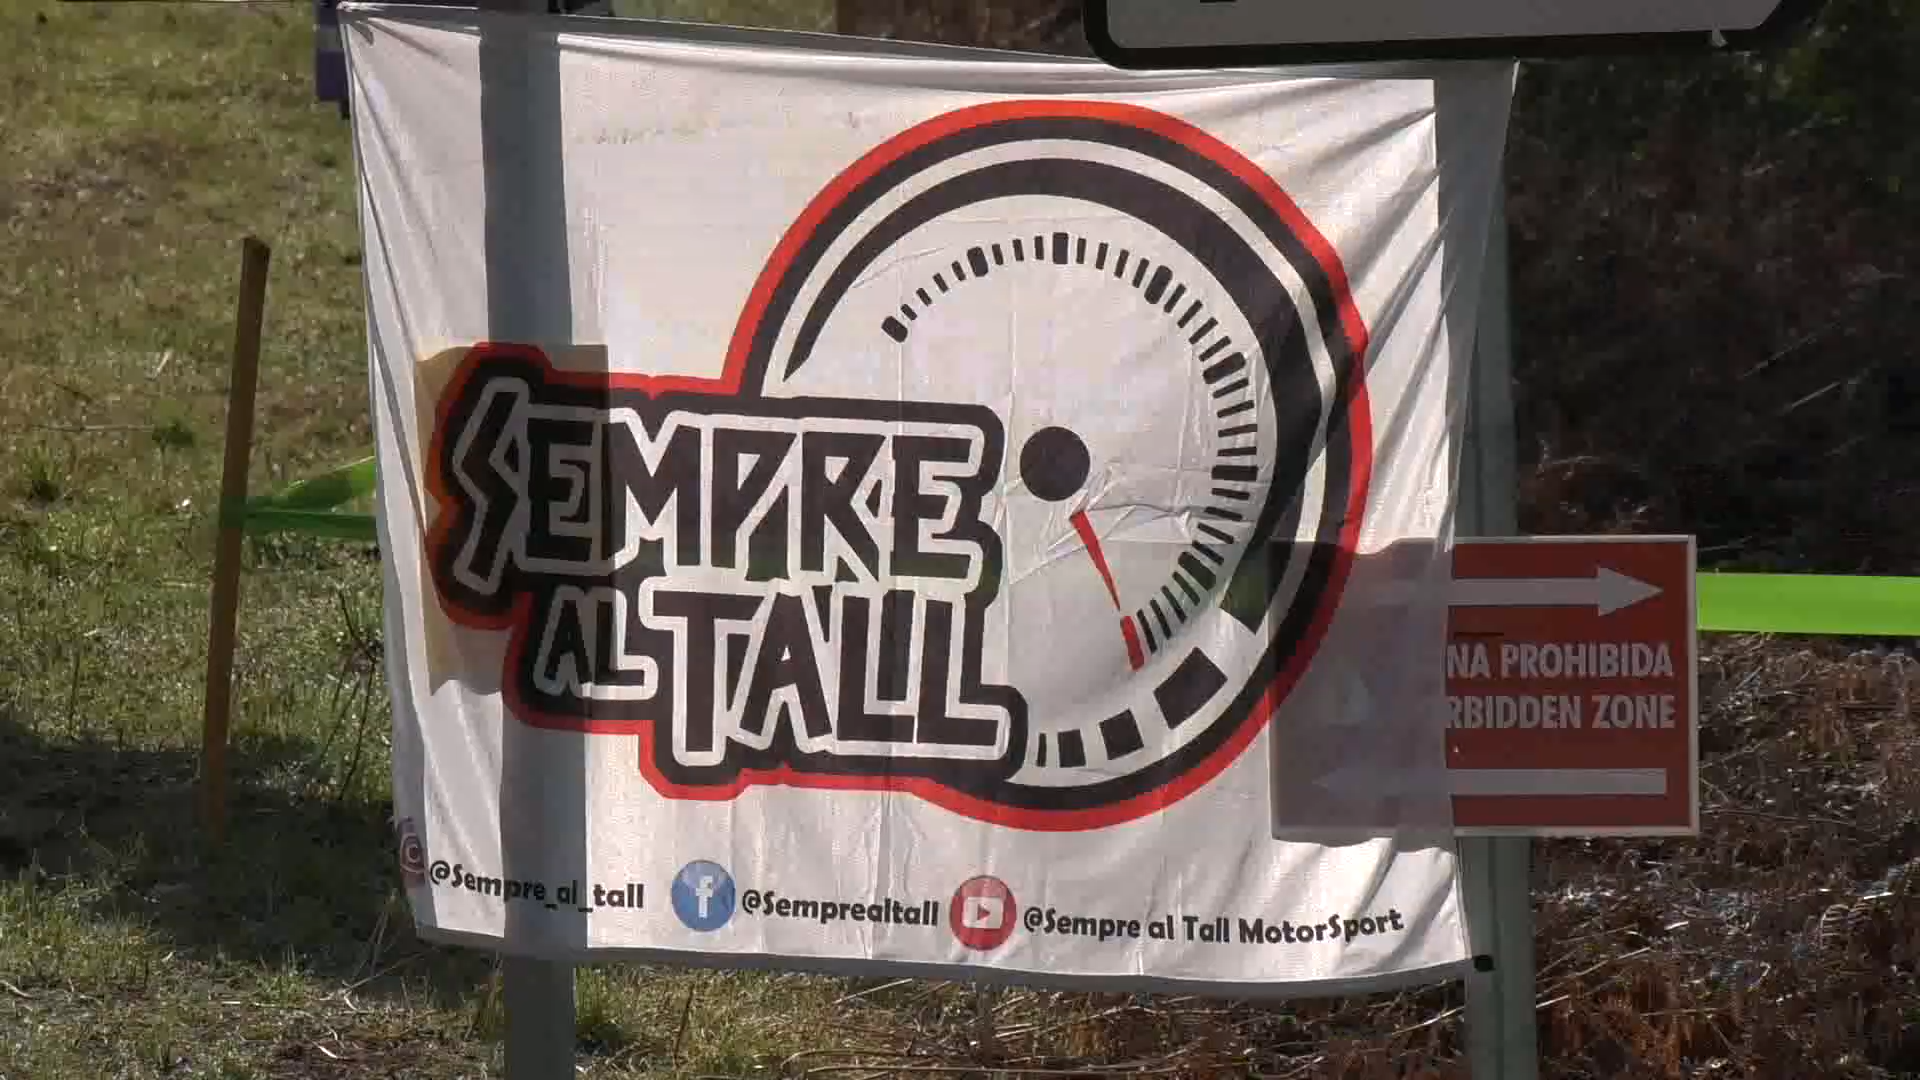 SEMPRE
AL TALL
NA PROHIBIDA
RBIDDEN ZONE
@Sempre_al_tall @Semprealtall @Sempre al Tall MotorSport